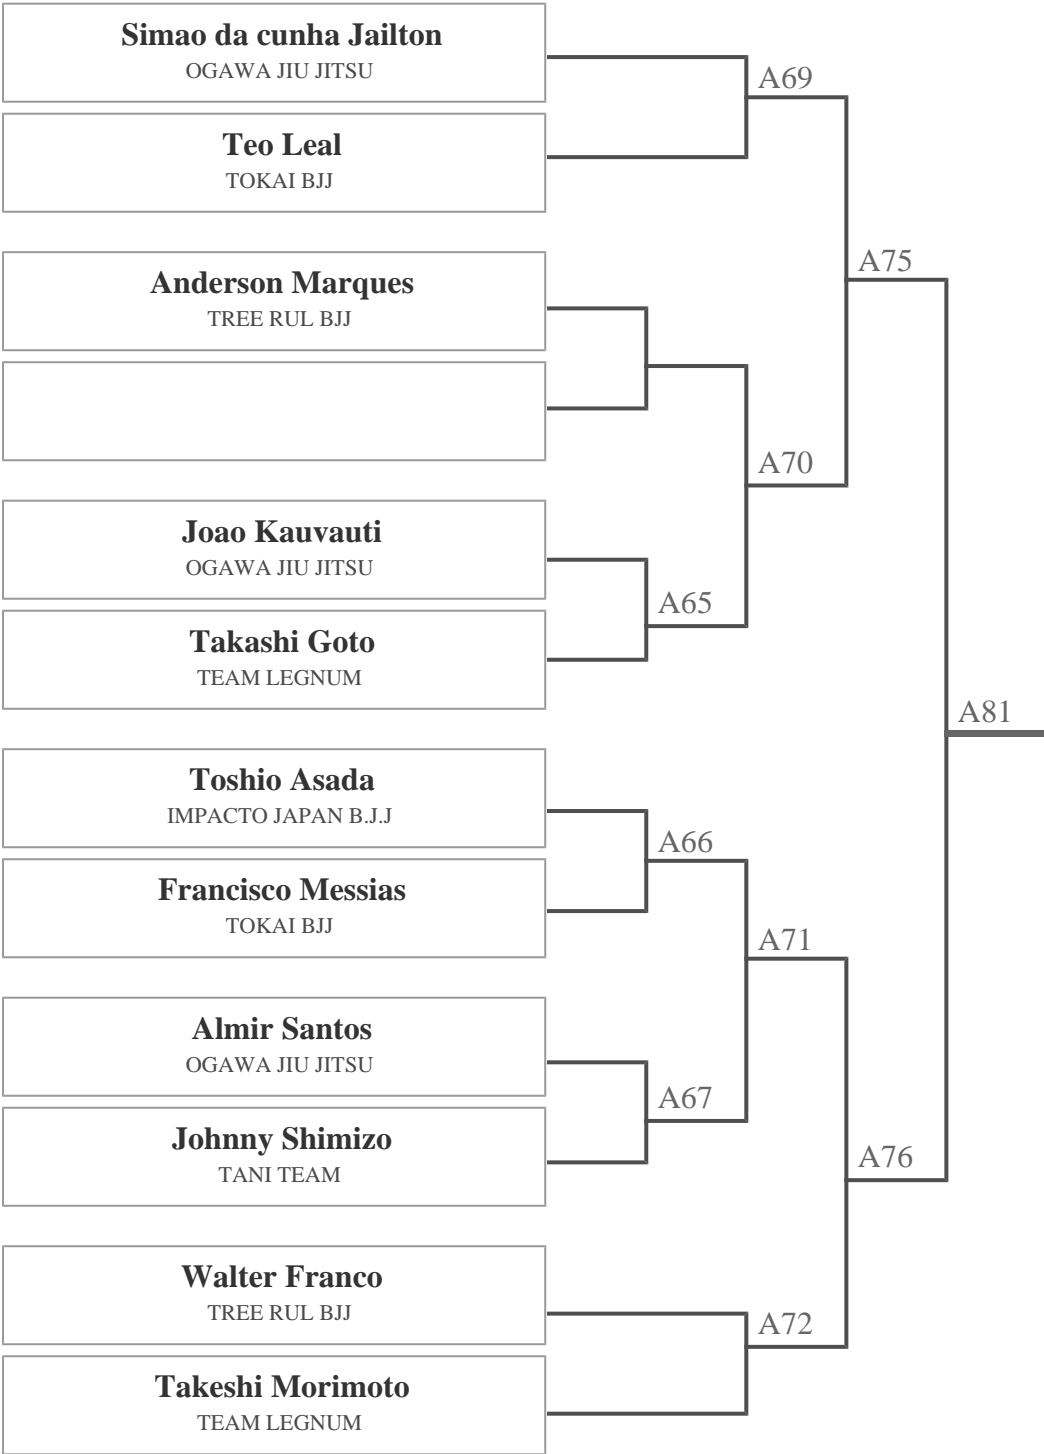 Simao da cunha Jailton
OGAWA JIU JITSU
A69
Teo Leal
TOKAI BJJ
A75
Anderson Marques
TREE RUL BJJ
A70
Joao Kauvauti
OGAWA JIU JITSU
A65
Takashi Goto
TEAM LEGNUM
A81
Toshio Asada
IMPACTO JAPAN B.J.J
A66
Francisco Messias
TOKAI BJJ
A71
Almir Santos
OGAWA JIU JITSU
A67
Johnny Shimizo
TANI TEAM
A76
Walter Franco
TREE RUL BJJ
A72
Takeshi Morimoto
TEAM LEGNUM